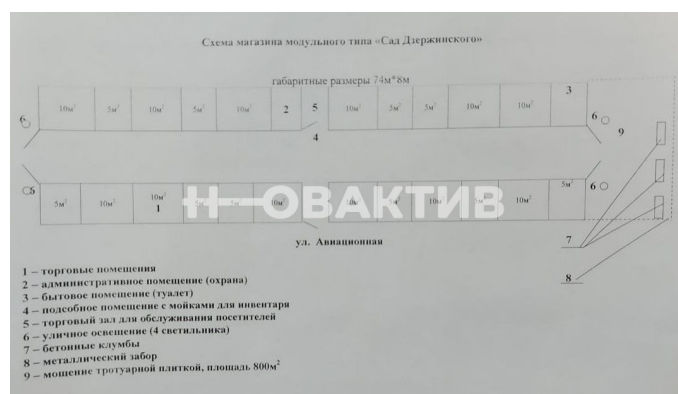 Схема магазина модульного типа «Сад Дзержинского»
габаритные размеры 74м*8м
10м² 5м² 10м² 5м² 10м² 2 5 10м² 5м² 5м² 10м² 10м² 3
6 6 9
4
5м² 10м² 10м² 5м² 5м² 10м² 10м² 5м²
6 1 6
Н-ОВАКТИВ
ул. Авиационная
7
8
1 – торговые помещения
2 – административное помещение (охрана)
3 – бытовое помещение (туалет)
4 – подсобное помещение с мойками для инвентаря
5 – торговый зал для обслуживания посетителей
6 – уличное освещение (4 светильника)
7 – бетонные клумбы
8 – металлический забор
9 – мощение тротуарной плиткой, площадь 800м²